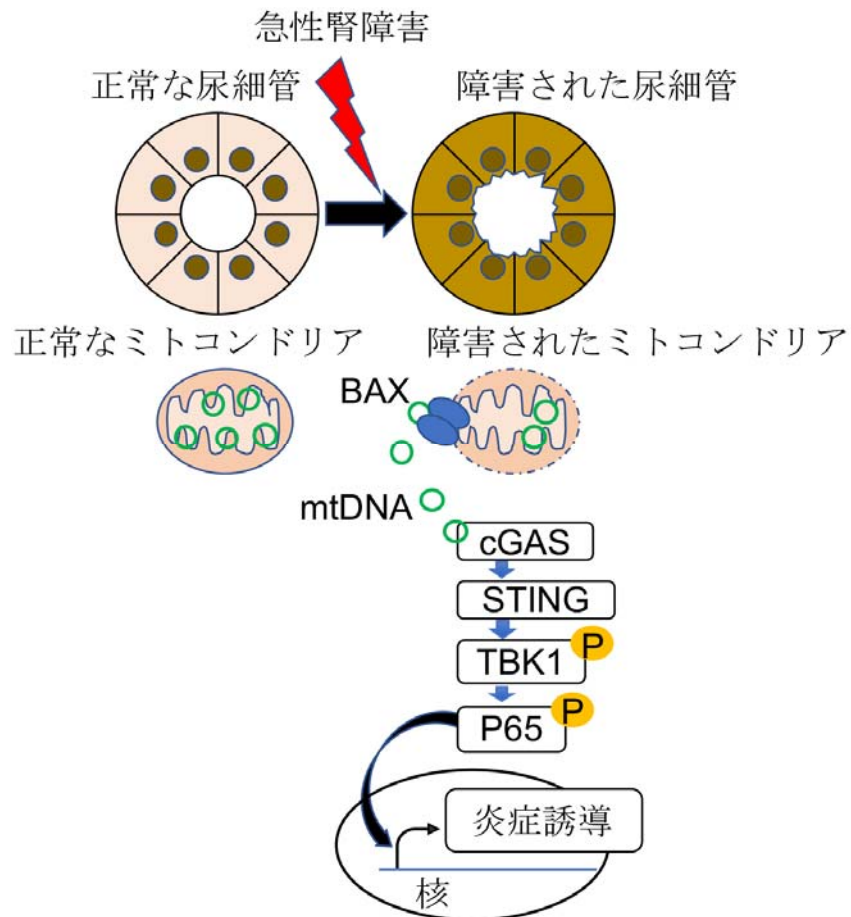 急性腎障害
正常な尿細管
障害された尿細管
正常なミトコンドリア
障害されたミトコンドリア
BAX
mtDNA
cGAS
STING
TBK1
P
P65
P
炎症誘導
核